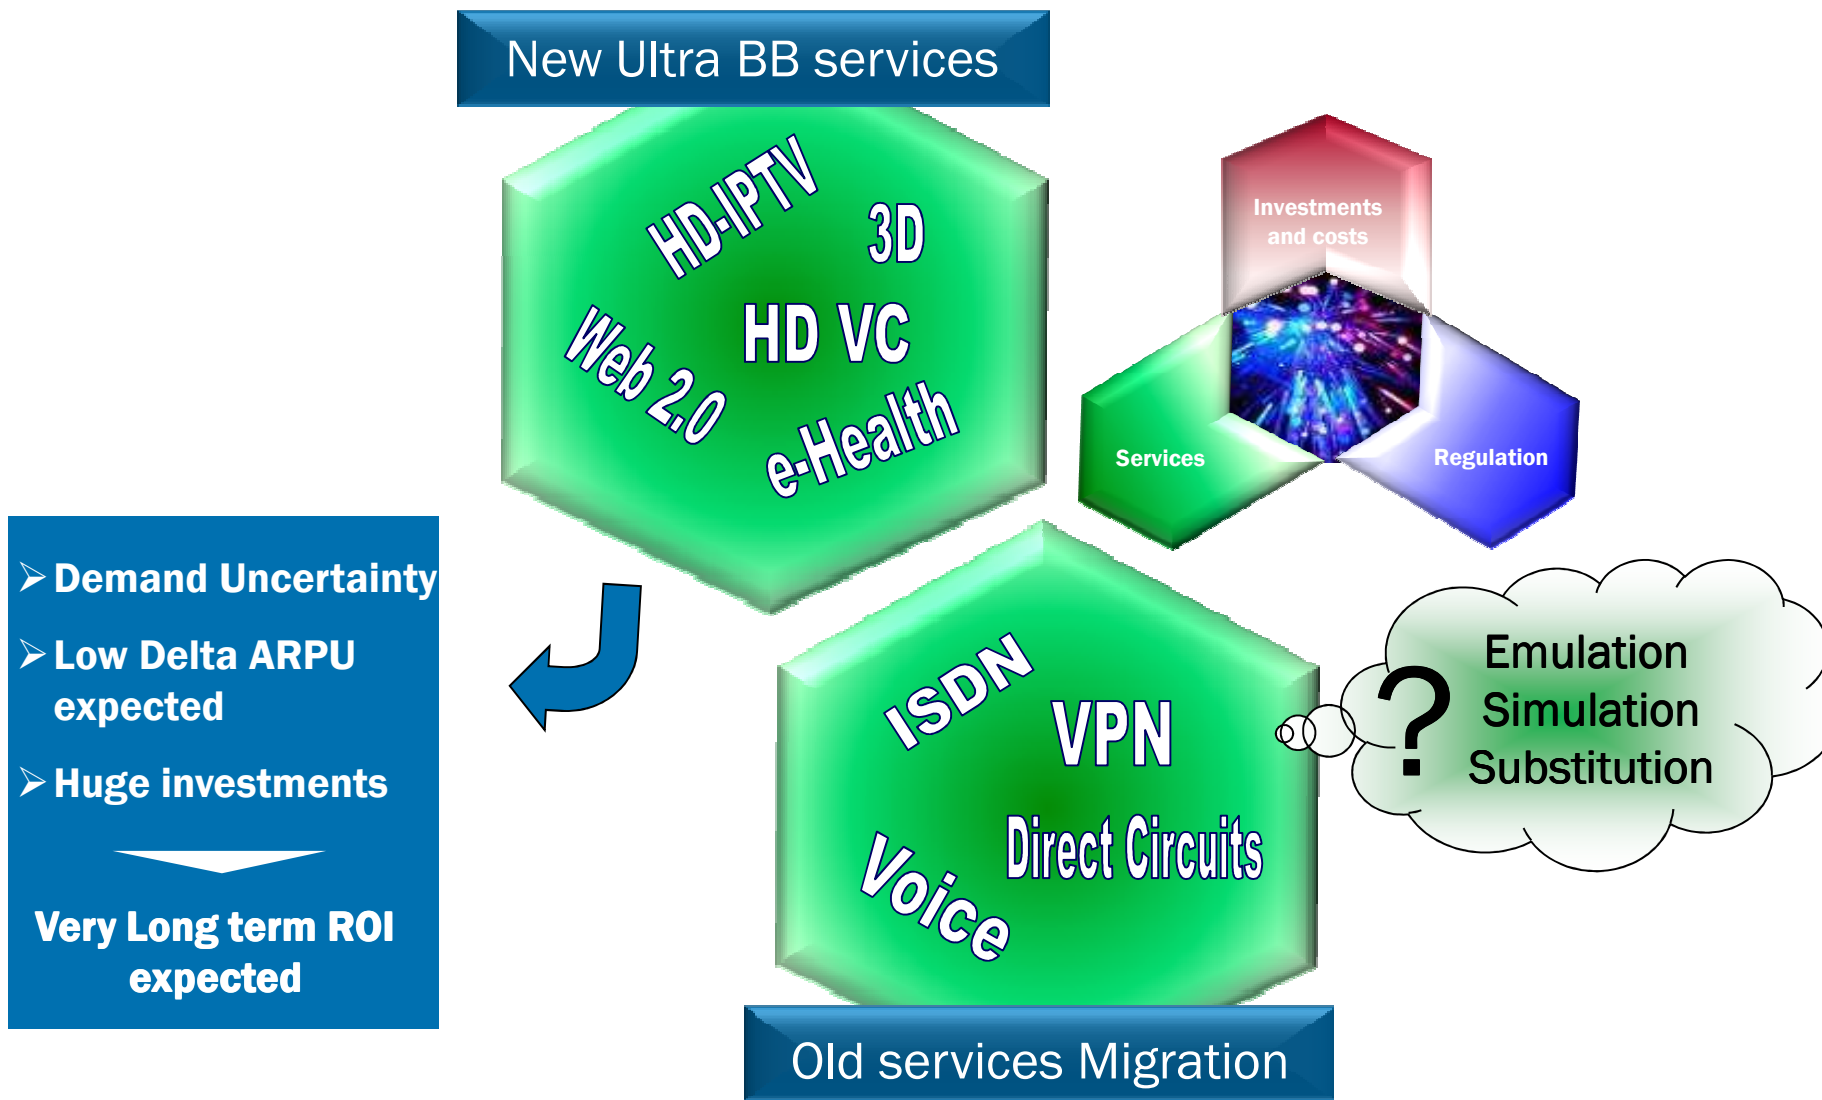 New Ultra BB services
HD-IPTV
3D
HD VC
Web 2.0
e-Health
Investments
and costs
Services
Regulation
Demand Uncertainty
Low Delta ARPU
expected
Huge investments
Very Long term ROI
expected
ISDN
VPN
Direct Circuits
Voice
?
Emulation
Simulation
Substitution
Old services Migration